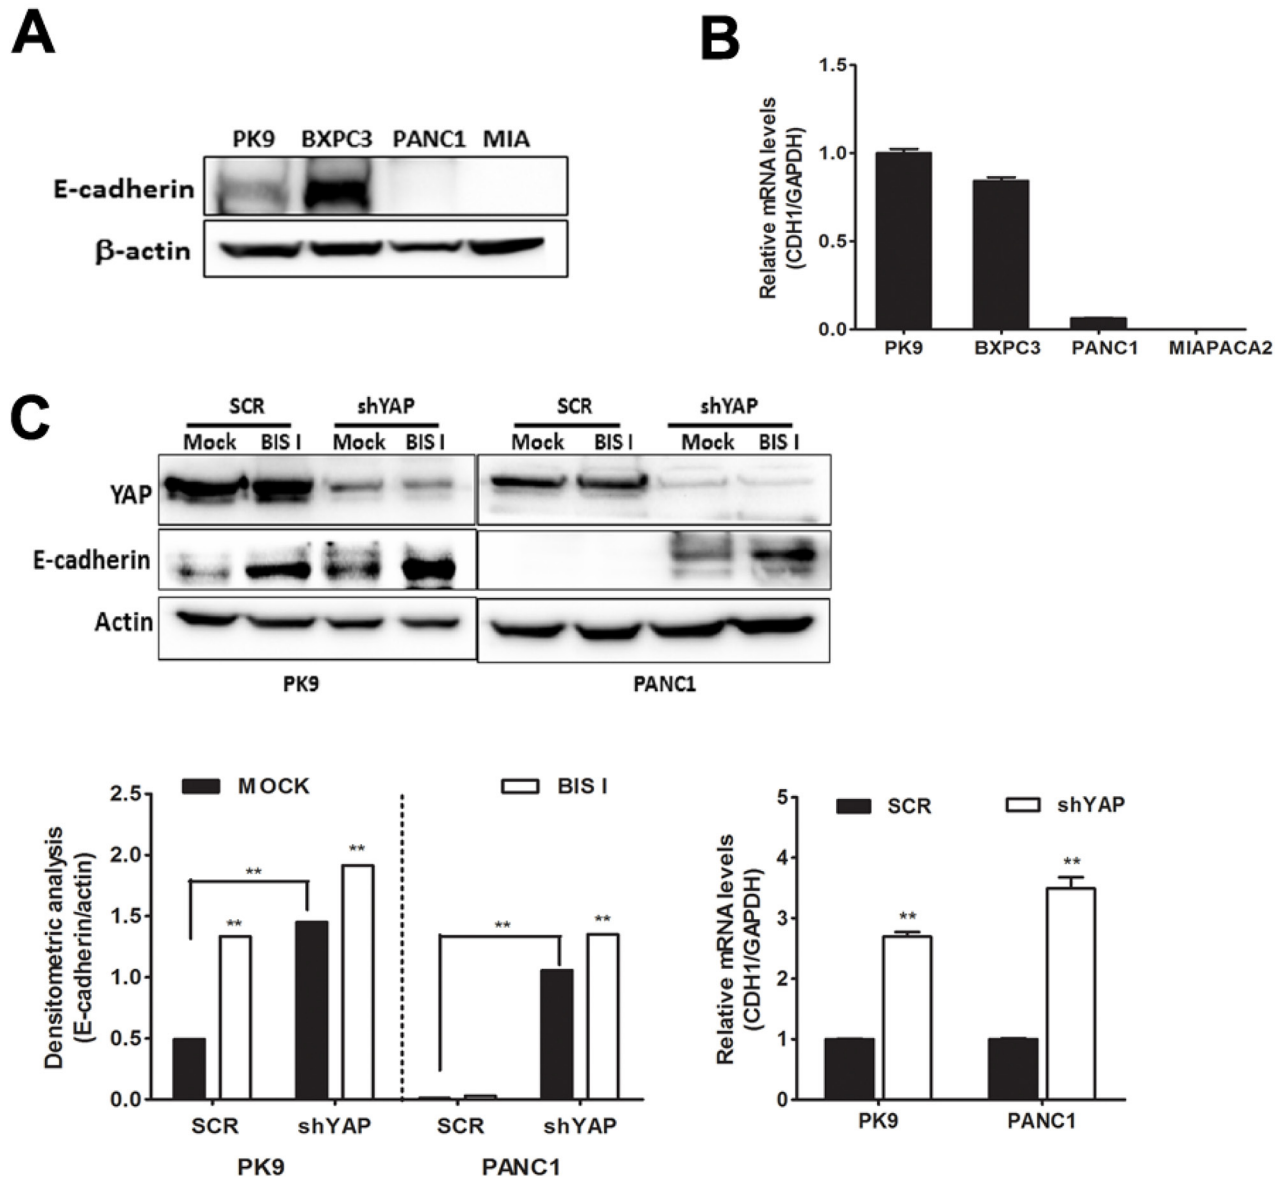 A
PK9 BXPC3 PANC1 MIA
E-cadherin
β-actin
B
Relative mRNA levels
(CDH1/GAPDH)
1.5
1.0
0.5
0.0
PK9 BXPC3 PANC1 MIAPACA2
C
SCR shYAP SCR shYAP
Mock BIS I Mock BIS I Mock BIS I Mock BIS I
YAP
E-cadherin
Actin
PK9 PANC1
MOCK BIS I
Densitometric analysis
(E-cadherin/actin)
2.5
2.0
1.5
1.0
0.5
0.0
** ** ** ** **
SCR shYAP SCR shYAP
PK9 PANC1
SCR shYAP
Relative mRNA levels
(CDH1/GAPDH)
5
4
3
2
1
0
** **
PK9 PANC1